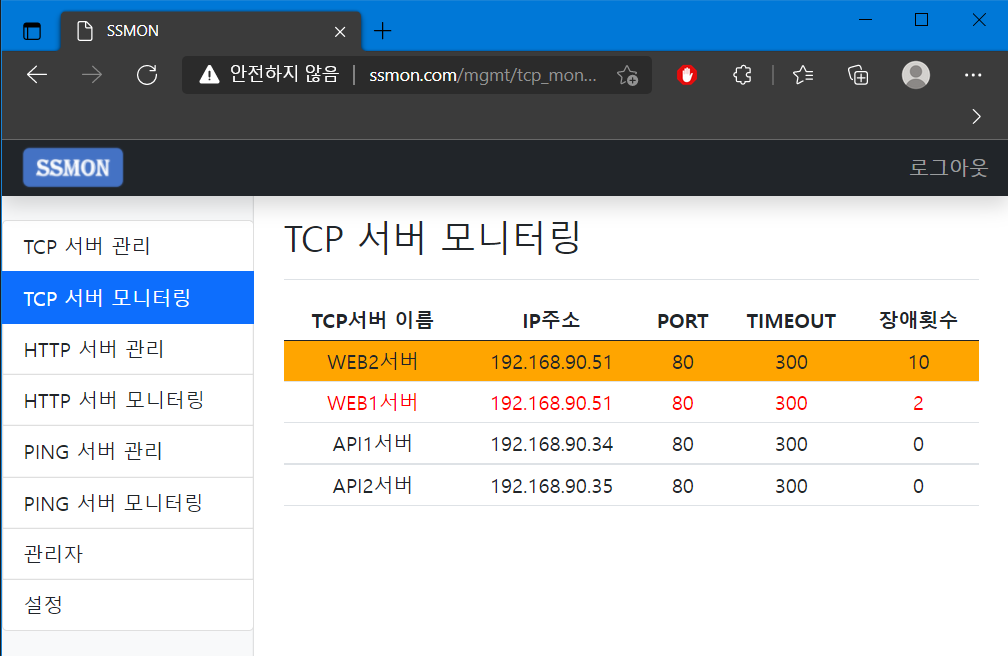 SSMON
안전하지 않음 | ssmon.com/mgmt/tcp_mon...
SSMON
로그아웃
TCP 서버 관리
TCP 서버 모니터링
HTTP 서버 관리
HTTP 서버 모니터링
PING 서버 관리
PING 서버 모니터링
관리자
설정
TCP 서버 모니터링
TCP서버 이름 IP주소 PORT TIMEOUT 장애횟수
WEB2서버 192.168.90.51 80 300 10
WEB1서버 192.168.90.51 80 300 2
API1서버 192.168.90.34 80 300 0
API2서버 192.168.90.35 80 300 0